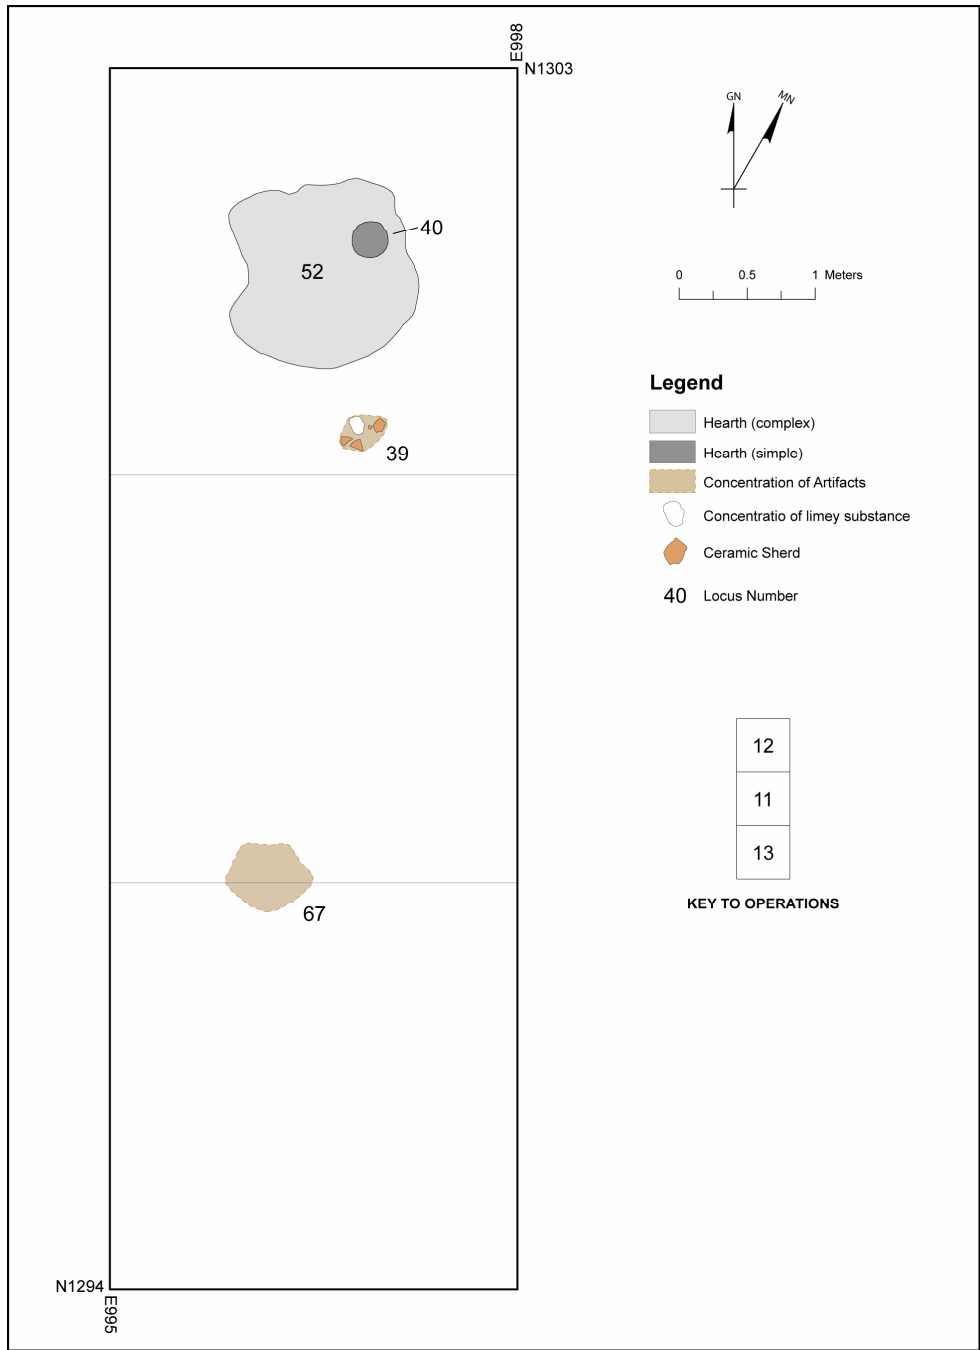 E998
N1303
GN
MN
40
52
0 0.5 1 Meters
Legend
Hearth (complex)
Hearth (simple)
39
Concentration of Artifacts
Concentratio of limey substance
Ceramic Sherd
40 Locus Number
12
11
13
KEY TO OPERATIONS
67
N1294
E995